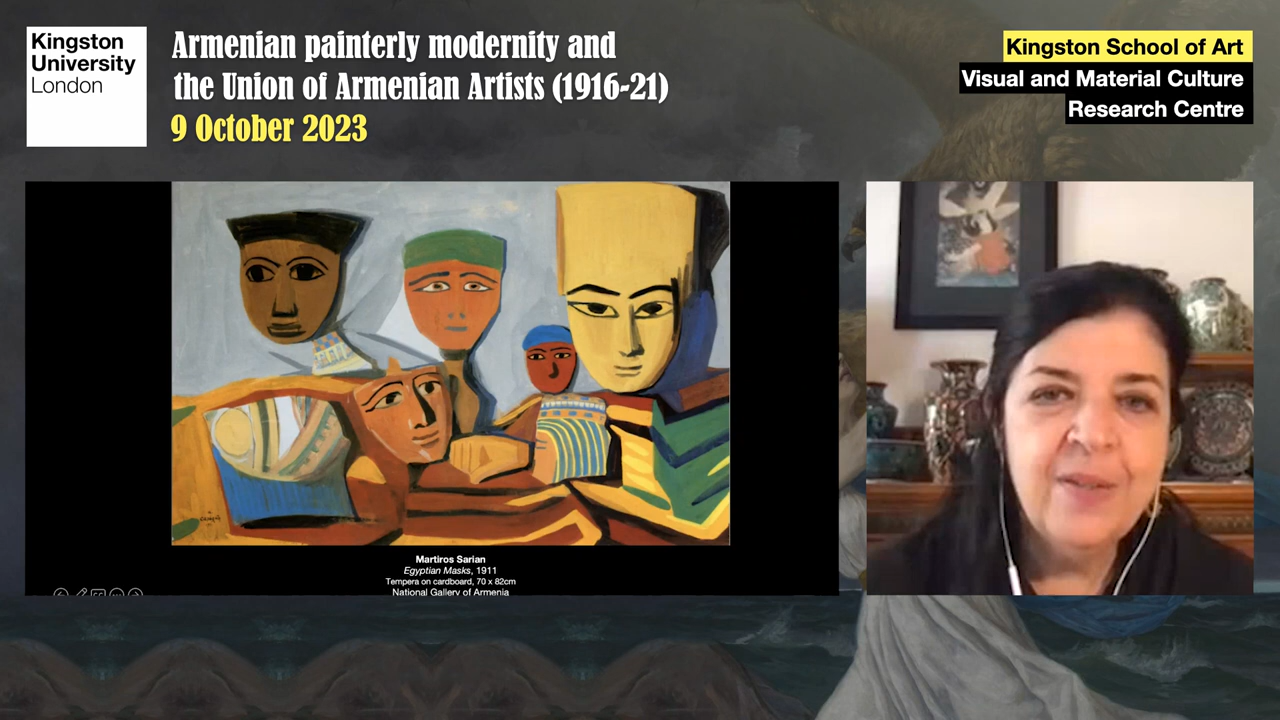 Kingston
University
London
Armenian painterly modernity and
the Union of Armenian Artists (1916-21)
9 October 2023
Kingston School of Art
Visual and Material Culture
Research Centre
Martiros Sarian
Egyptian Masks, 1911
Tempera on cardboard, 70 x 82cm
National Gallery of Armenia